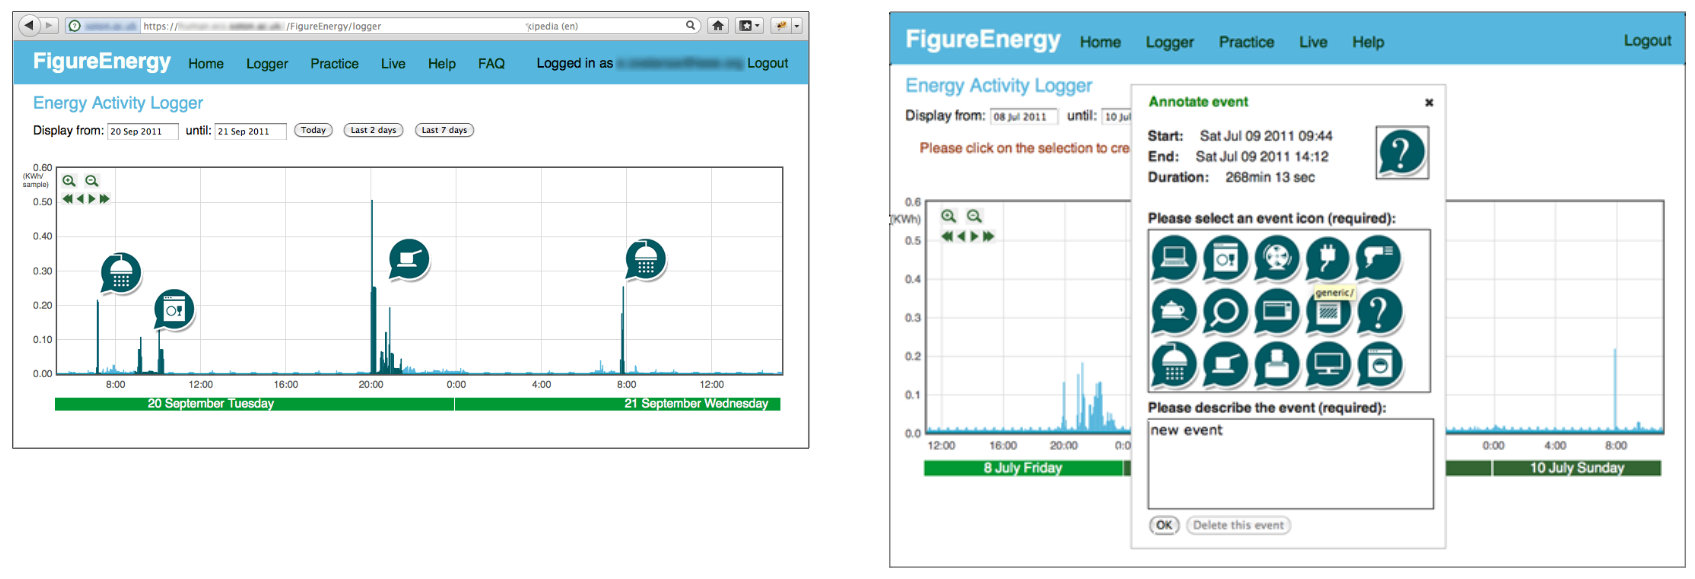 https://
/FigureEnergy/logger
kipedia (en)
FigureEnergy Home Logger Practice Live Help FAQ Logged in as Logout
Energy Activity Logger
Display from: 20 Sep 2011 until: 21 Sep 2011 Today Last 2 days Last 7 days
0.60
(KWh/
sample)
0.50
0.40
0.30
0.20
0.10
0.00
8:00 12:00 16:00 20:00 0:00 4:00 8:00 12:00
20 September Tuesday 21 September Wednesday
FigureEnergy Home Logger Practice Live Help Logout
Energy Activity Logger
Display from: 08 Jul 2011 until: 10 Jul
Please click on the selection to cre
0.6
(KWh)
0.5
0.4
0.3
0.2
0.1
0.0
12:00 16:00 20:00 0:0 0:00 4:00 8:00
8 July Friday 10 July Sunday
Annotate event
Start: Sat Jul 09 2011 09:44
End: Sat Jul 09 2011 14:12
Duration: 268min 13 sec
Please select an event icon (required):
generic/
Please describe the event (required):
new event
OK Delete this event